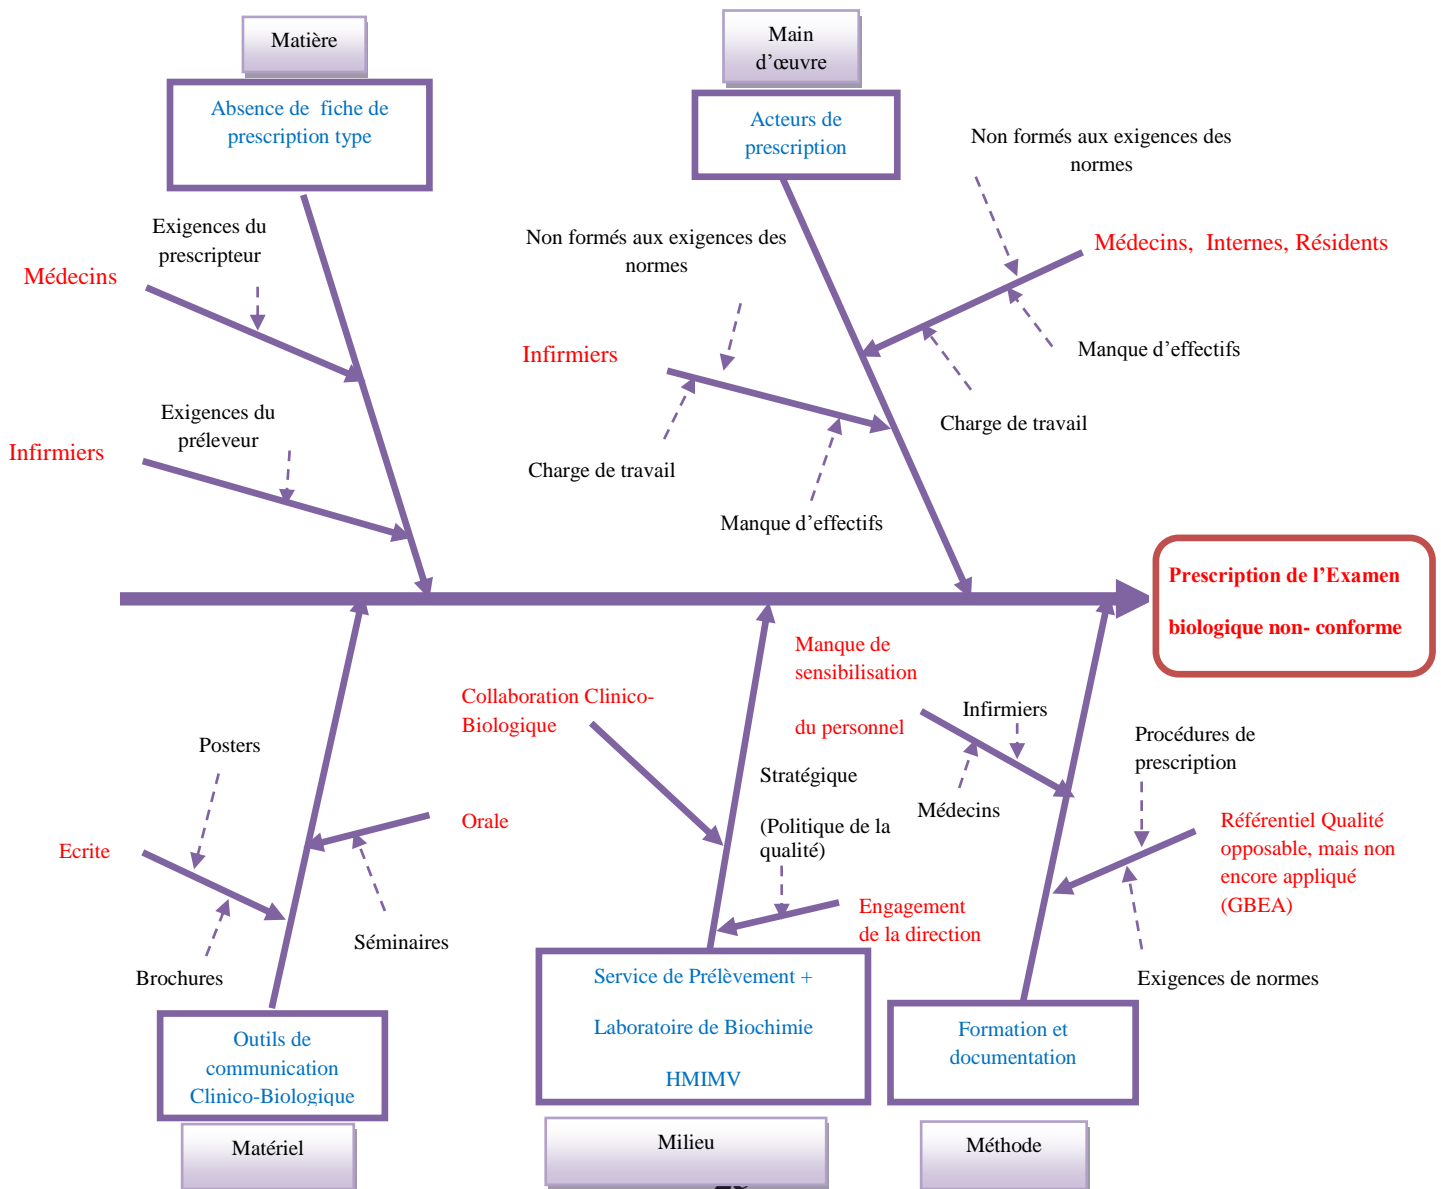 Matière
Main
d'œuvre
Absence de fiche de
prescription type
Acteurs de
prescription
Non formés aux exigences des
normes
Exigences du
prescripteur
Médecins
Non formés aux exigences des
normes
Médecins, Internes, Résidents
Infirmiers
Manque d'effectifs
Exigences du
préleveur
Infirmiers
Charge de travail
Charge de travail
Manque d'effectifs
Prescription de l'Examen
biologique non- conforme
Manque de
sensibilisation
du personnel
Collaboration Clinico-
Biologique
Infirmiers
Posters
Procédures de
prescription
Stratégique
(Politique de la
qualité)
Médecins
Ecrite
Orale
Référentiel Qualité
opposable, mais non
encore appliqué
(GBEA)
Séminaires
Engagement
de la direction
Brochures
Exigences de normes
Service de Prélèvement +
Laboratoire de Biochimie
HMIMV
Outils de
communication
Clinico-Biologique
Formation et
documentation
Matériel
Milieu
Méthode